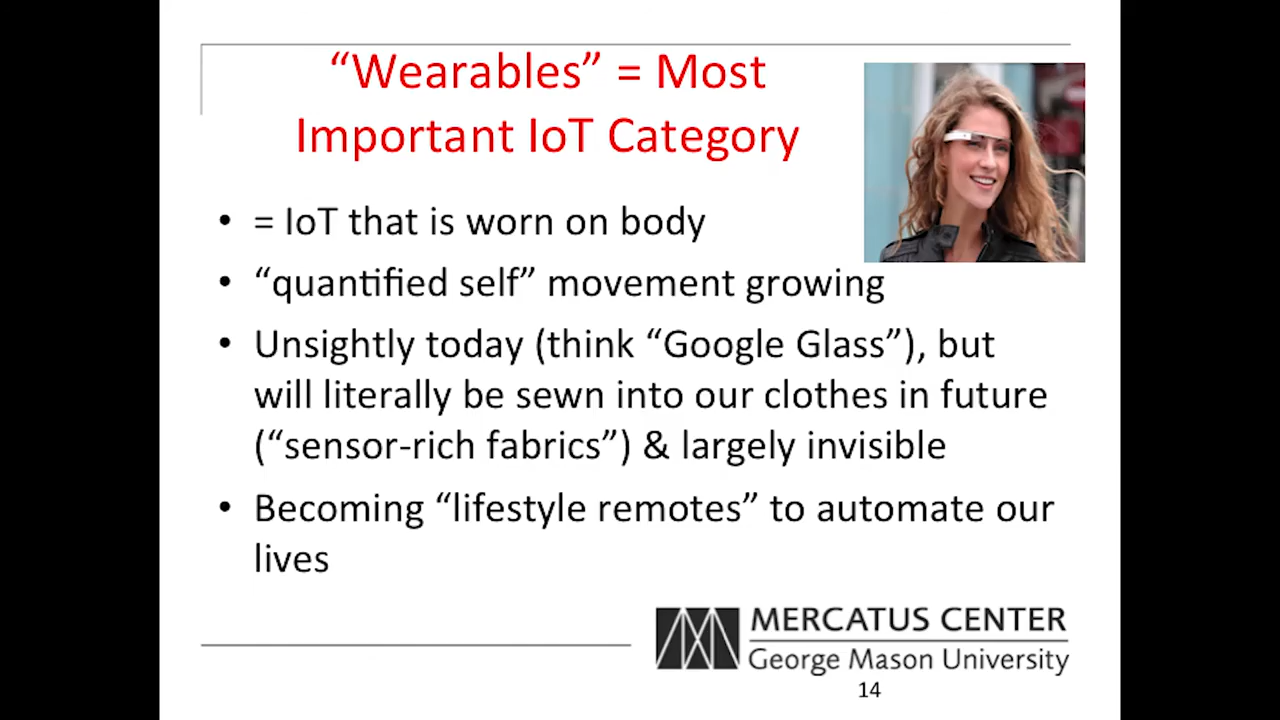 “Wearables” = Most
Important IoT Category
• = IoT that is worn on body
• “quantified self” movement growing
• Unsightly today (think “Google Glass”), but
will literally be sewn into our clothes in future
(“sensor-rich fabrics”) & largely invisible
• Becoming “lifestyle remotes” to automate our
lives
MERCATUS CENTER
George Mason University
14